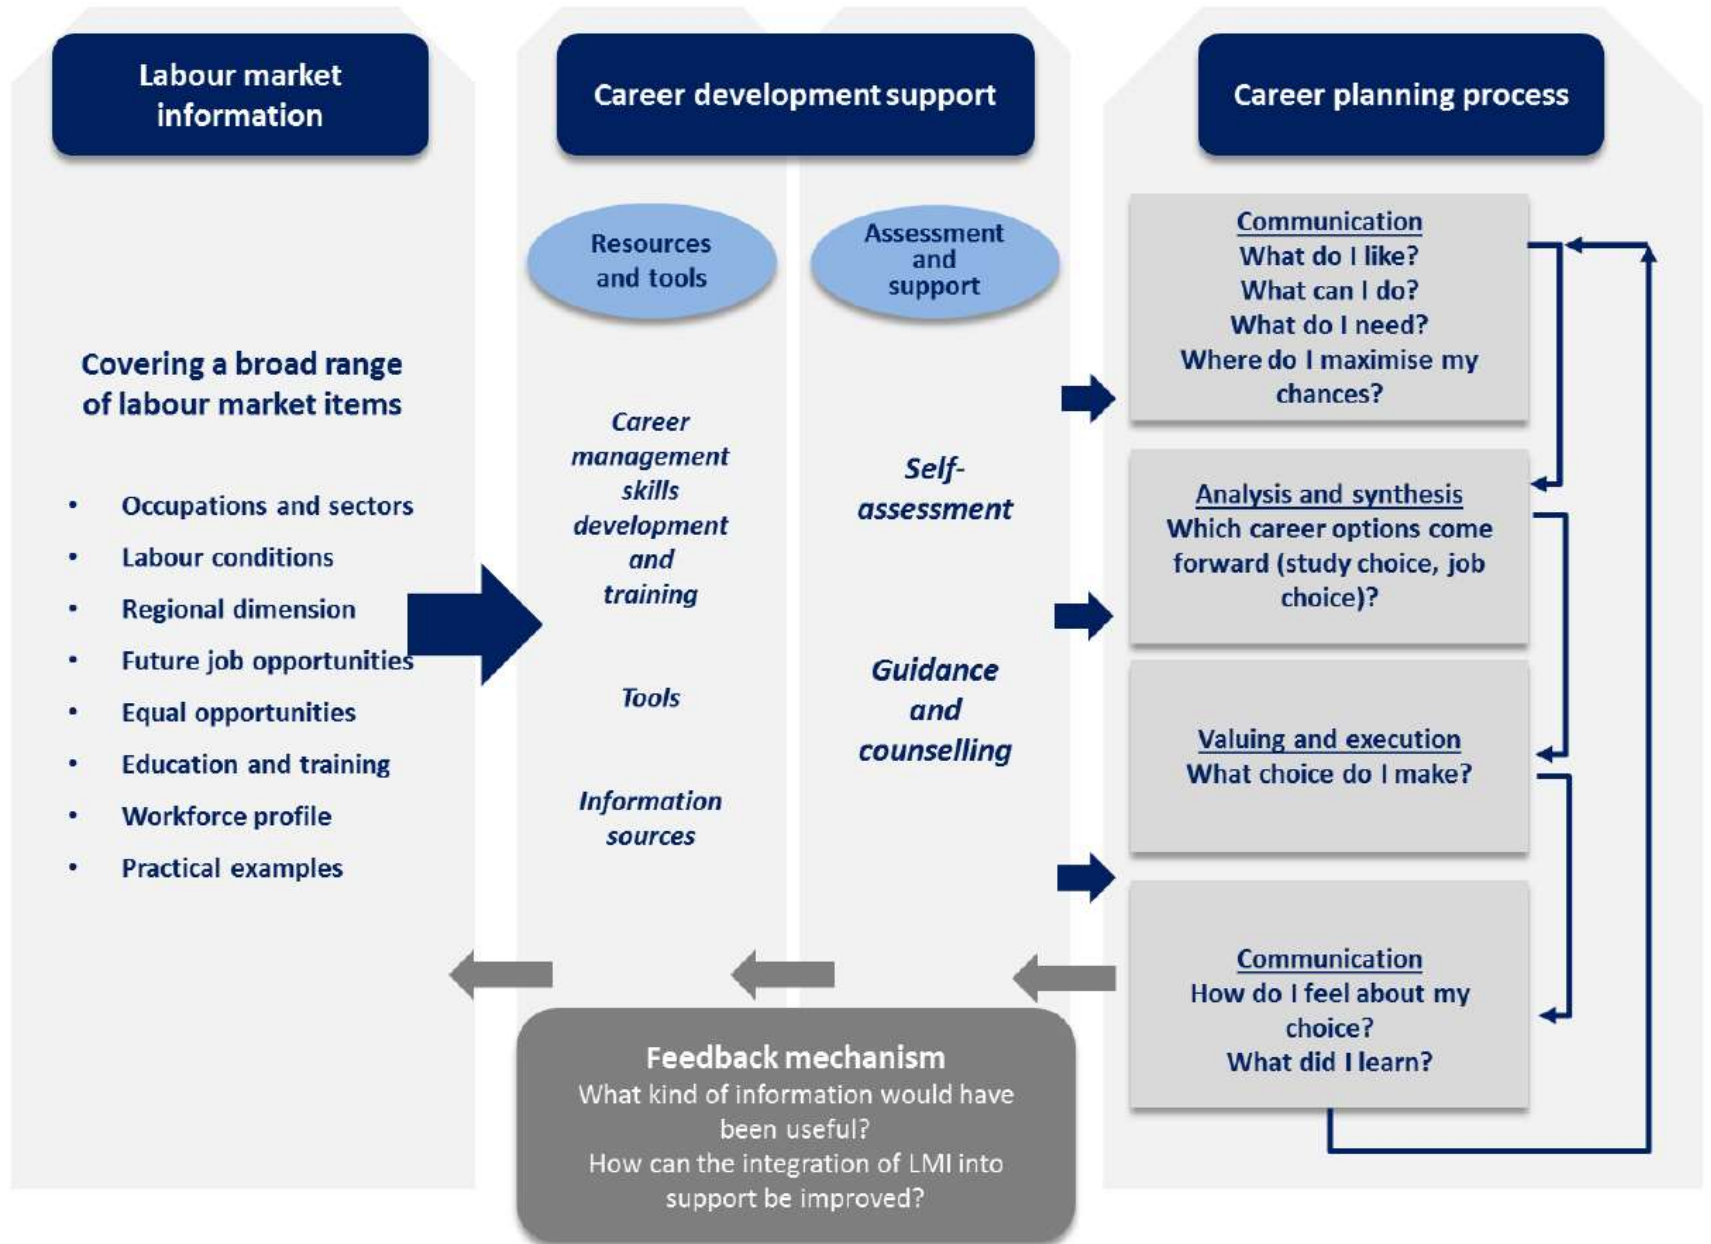 Labour market
information
Covering a broad range
of labour market items
• Occupations and sectors
• Labour conditions
• Regional dimension
• Future job opportunities
• Equal opportunities
• Education and training
• Workforce profile
• Practical examples
Career development support
Resources
and tools
Career
management
skills
development
and
training
Tools
Information
sources
Assessment
and
support
Self-
assessment
Guidance
and
counselling
Career planning process
Communication
What do I like?
What can I do?
What do I need?
Where do I maximise my
chances?
Analysis and synthesis
Which career options come
forward (study choice, job
choice)?
Valuing and execution
What choice do I make?
Communication
How do I feel about my
choice?
What did I learn?
Feedback mechanism
What kind of information would have
been useful?
How can the integration of LMI into
support be improved?